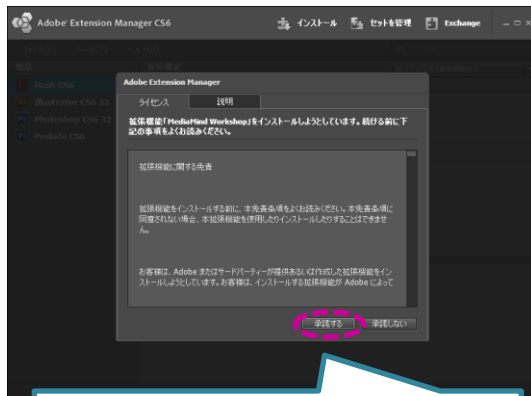 Adobe Extension Manager CS6
インストール
セットを管理
Exchange
製品
拡張機能
Flash CS6
Illustrator CS6 32
Photoshop CS6 32
Prelude CS6
Adobe Extension Manager
ライセンス
説明
拡張機能「MediaMind Workshop」をインストールしようとしています。続ける前に下
記の事項をよくお読みください。
拡張機能に関する免責
拡張機能をインストールする前に、本免責条項をよくお読みください。本免責条項に
同意されない場合、本拡張機能を使用したりインストールしたりすることはできませ
ん。
お客様は、Adobe またはサードパーティーが提供あるいは作成した拡張機能をイン
ストールしようとしています。お客様は、インストールする拡張機能が Adobe によって
承諾する
承諾しない